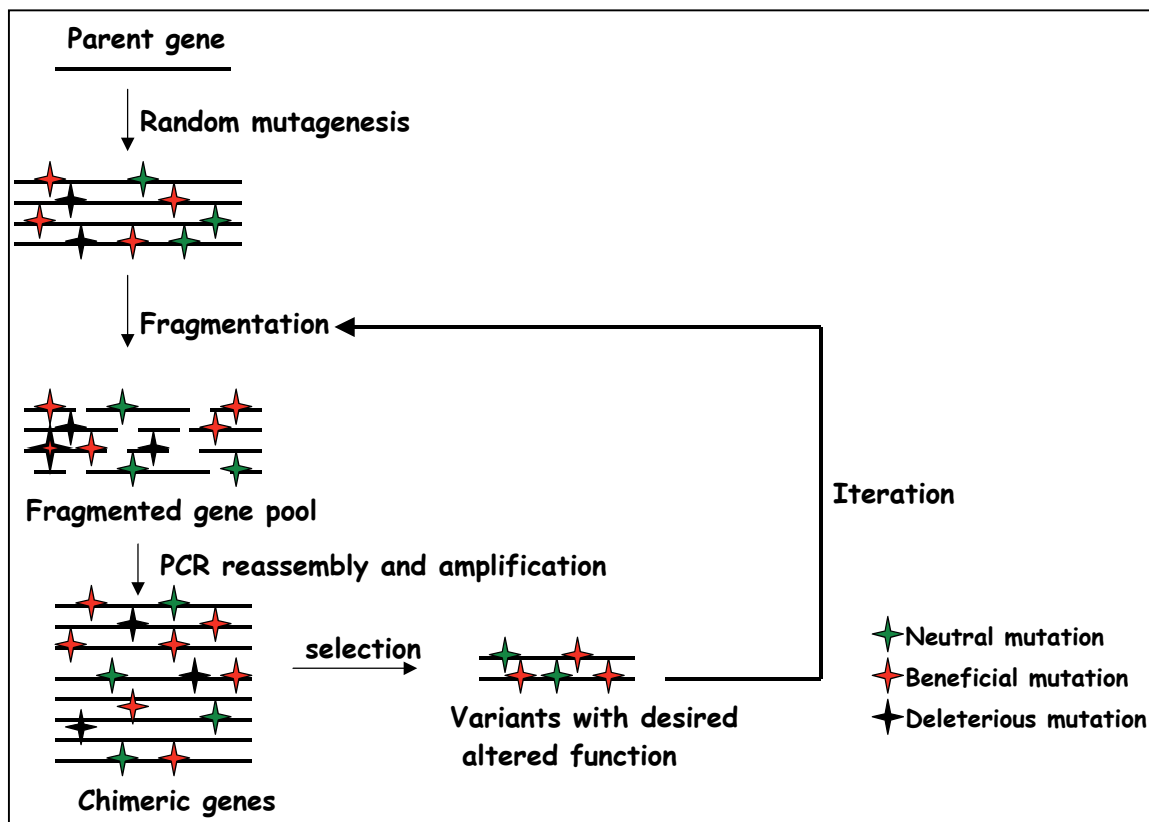 Parent gene
Random mutagenesis
Fragmentation
Fragmented gene pool
Iteration
PCR reassembly and amplification
selection
Variants with desired
altered function
Chimeric genes
Neutral mutation
Beneficial mutation
Deleterious mutation